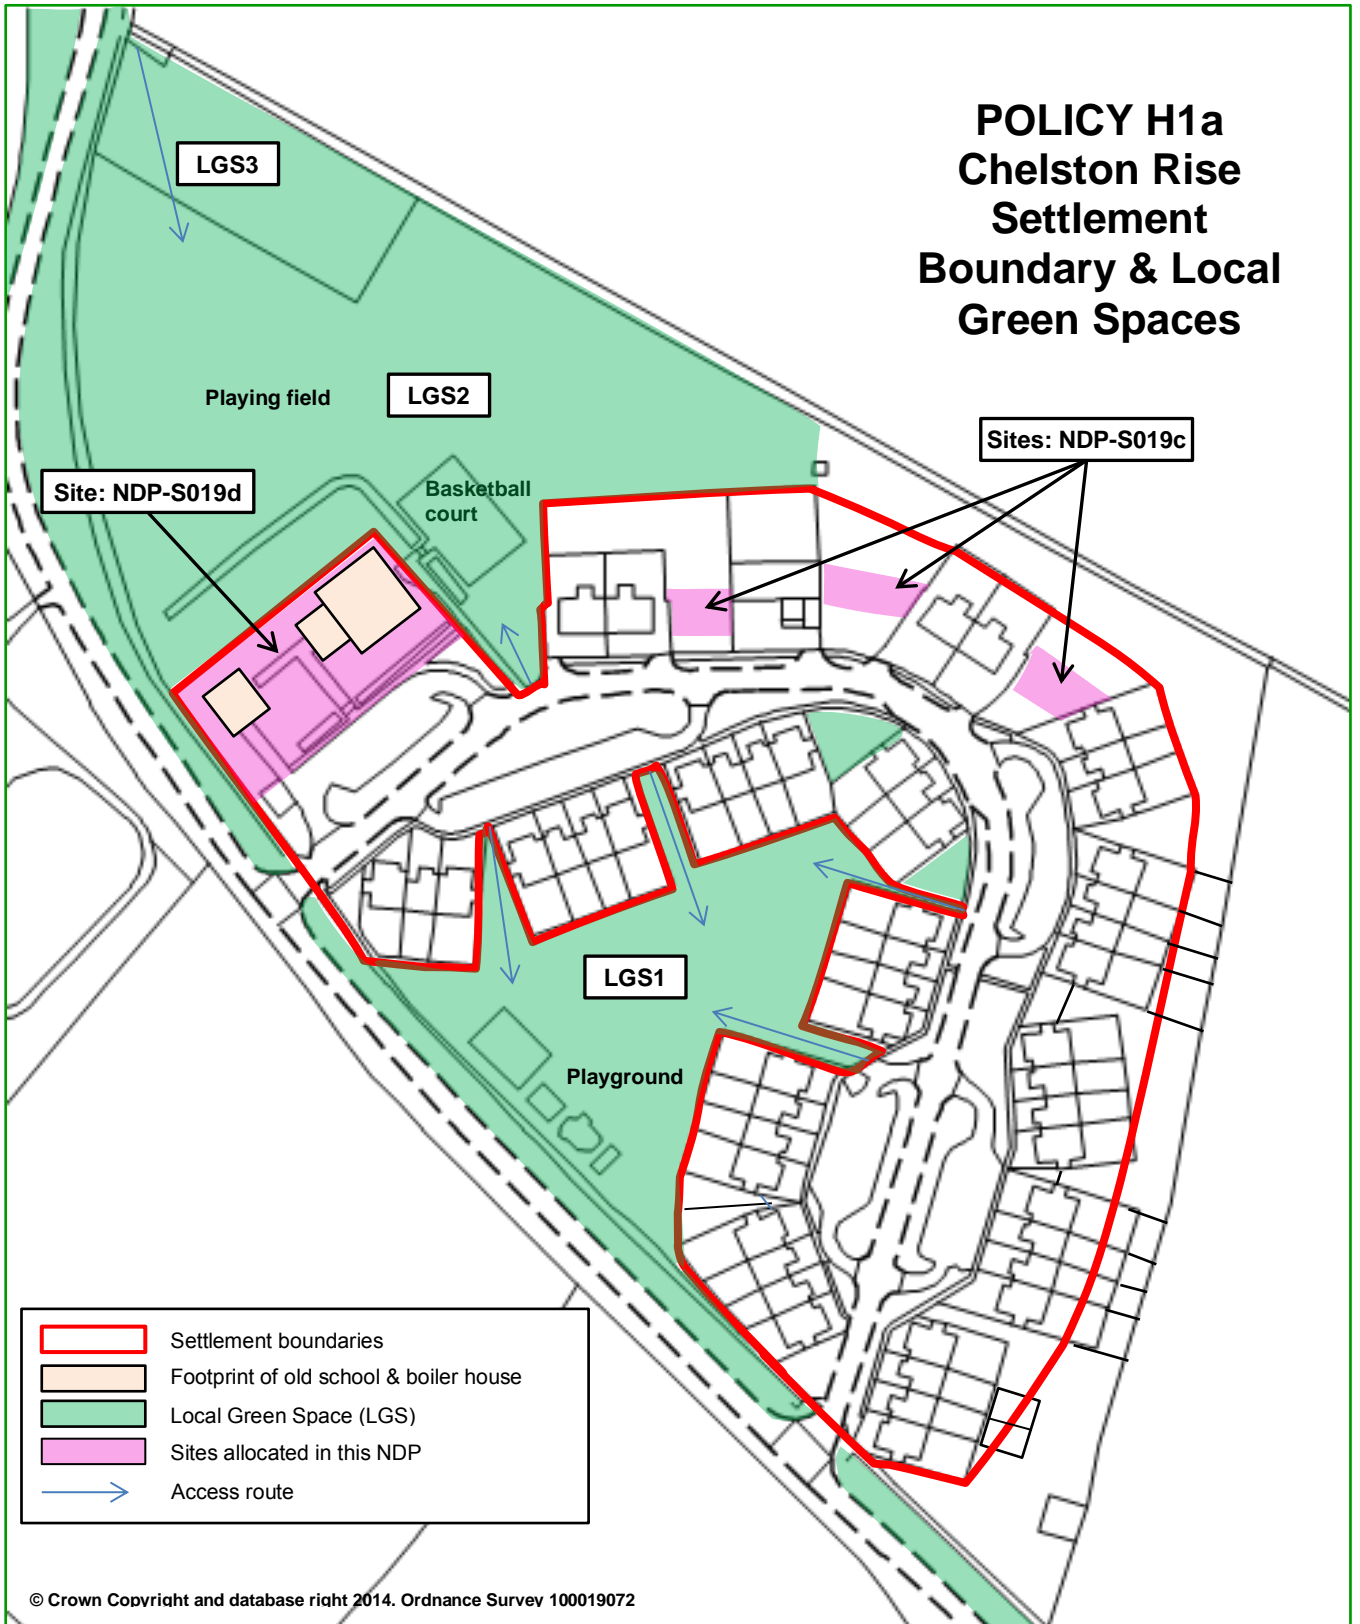 POLICY H1a
Chelston Rise
Settlement
Boundary & Local
Green Spaces
LGS3
Playing field
LGS2
Sites: NDP-S019c
Site: NDP-S019d
Basketball
court
LGS1
Playground
Settlement boundaries
Footprint of old school & boiler house
Local Green Space (LGS)
Sites allocated in this NDP
Access route
© Crown Copyright and database right 2014. Ordnance Survey 100019072